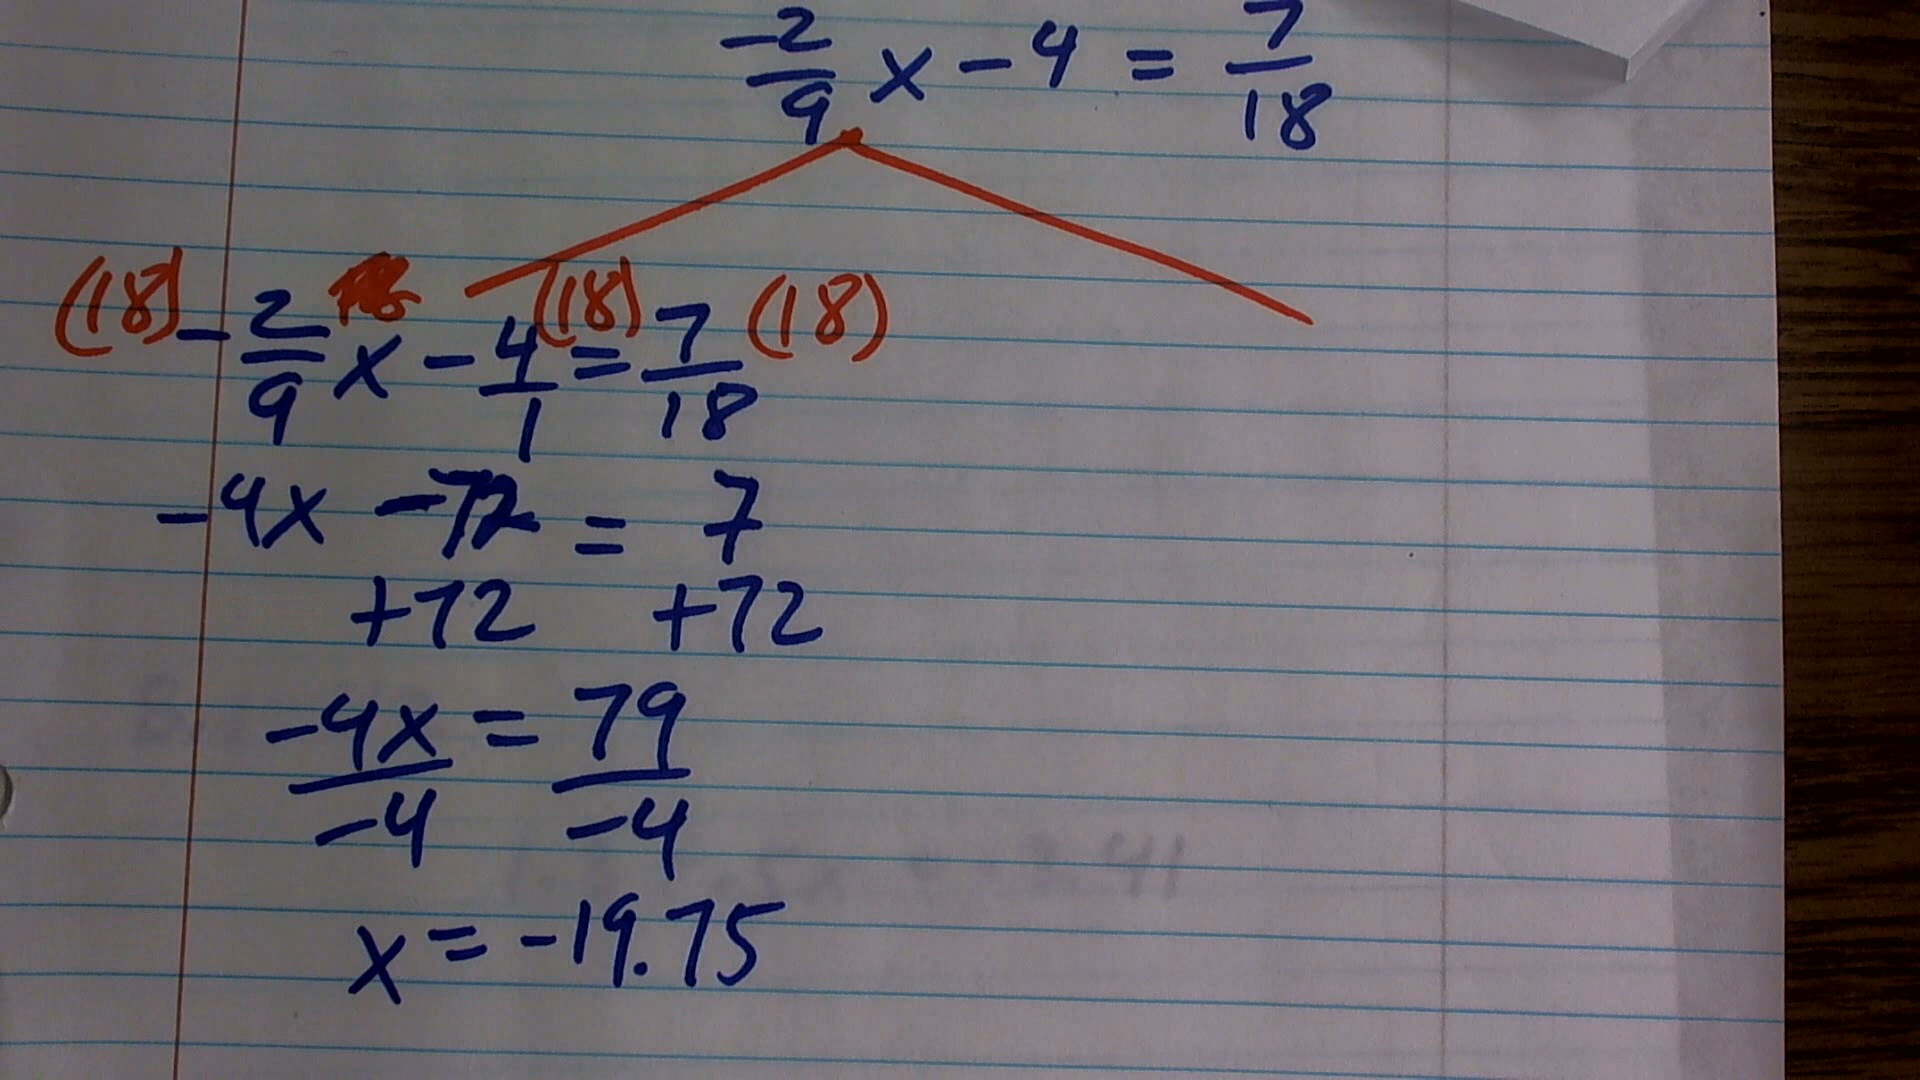 -2/9 x - 4 = 7/18
(18) -2/9 x - 4/1 (18) = 7/18 (18)
-4x -72 = 7
+72 +72
-4x/-4 = 79/-4
x = -19.75